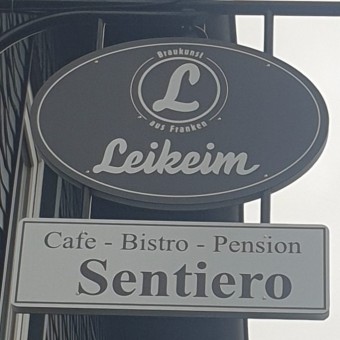 Braukunst
L
aus Franken
Leikeim
Cafe - Bistro - Pension
Sentiero